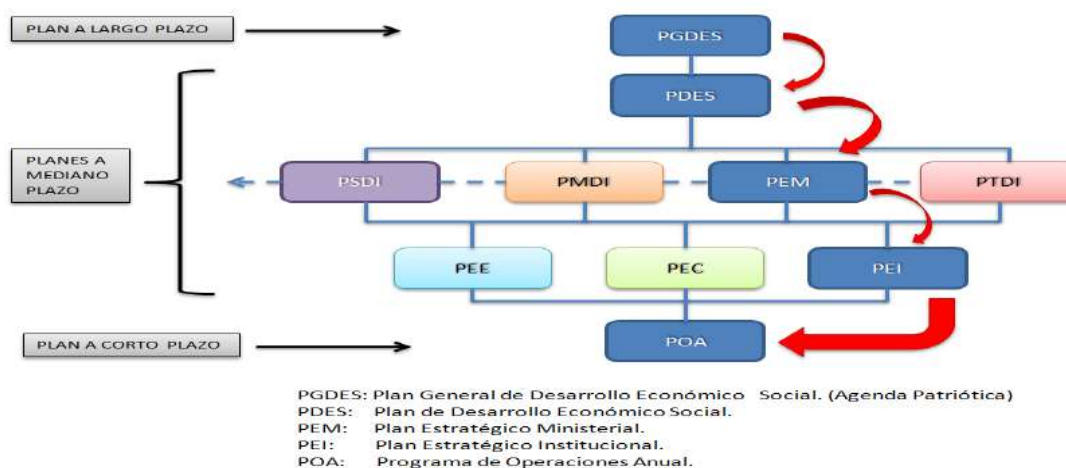 PLAN A LARGO PLAZO
PGDES
PDES
PLANES A
MEDIANO
PLAZO
PSDI
PMDI
PEM
PTDI
PEE
PEC
PEI
PLAN A CORTO PLAZO
POA
PGDES: Plan General de Desarrollo Económico Social. (Agenda Patriótica)
PDES: Plan de Desarrollo Económico Social.
PEM: Plan Estratégico Ministerial.
PEI: Plan Estratégico Institucional.
POA: Programa de Operaciones Anual.